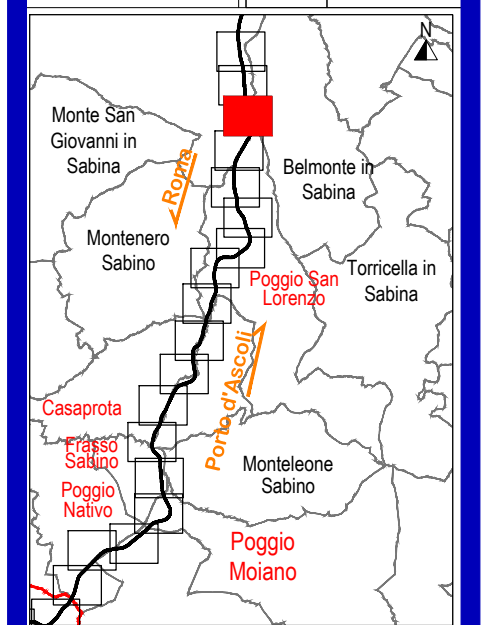 N
Monte San
Giovanni in
Sabina
Roma
Belmonte in
Sabina
Montenero
Sabino
Poggio San
Lorenzo
Torricella in
Sabina
Porto d'Ascoli
Casaprota
Frasso
Sabino
Monteleone
Sabino
Poggio
Nativo
Poggio
Moiano